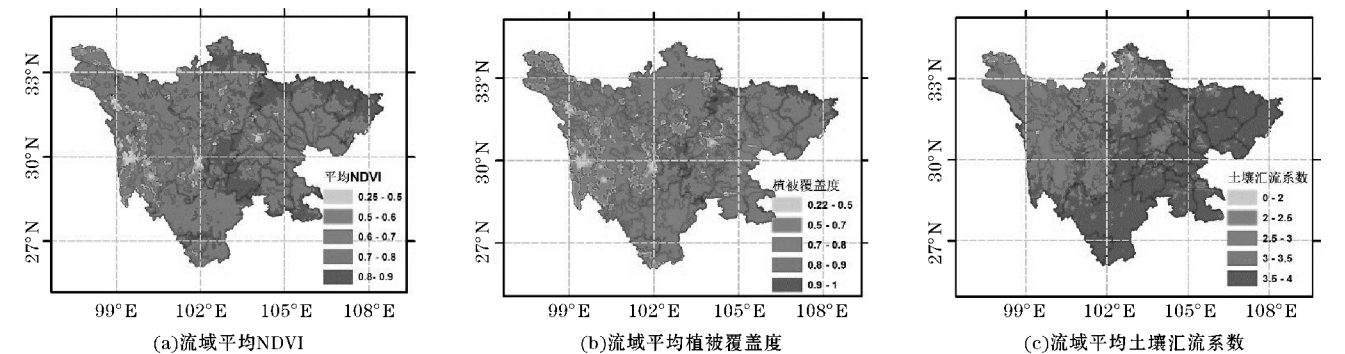 33°N
30°N
27°N
99°E 102°E 105°E 108°E
平均NDVI
0.25 - 0.5
0.5 - 0.6
0.6 - 0.7
0.7 - 0.8
0.8 - 0.9
(a)流域平均NDVI
33°N
30°N
27°N
99°E 102°E 105°E 108°E
植被覆盖度
0.22 - 0.5
0.5 - 0.7
0.7 - 0.8
0.8 - 0.9
0.9 - 1
(b)流域平均植被覆盖度
33°N
30°N
27°N
99°E 102°E 105°E 108°E
土壤汇流系数
0 - 2
2 - 2.5
2.5 - 3
3 - 3.5
3.5 - 4
(c)流域平均土壤汇流系数